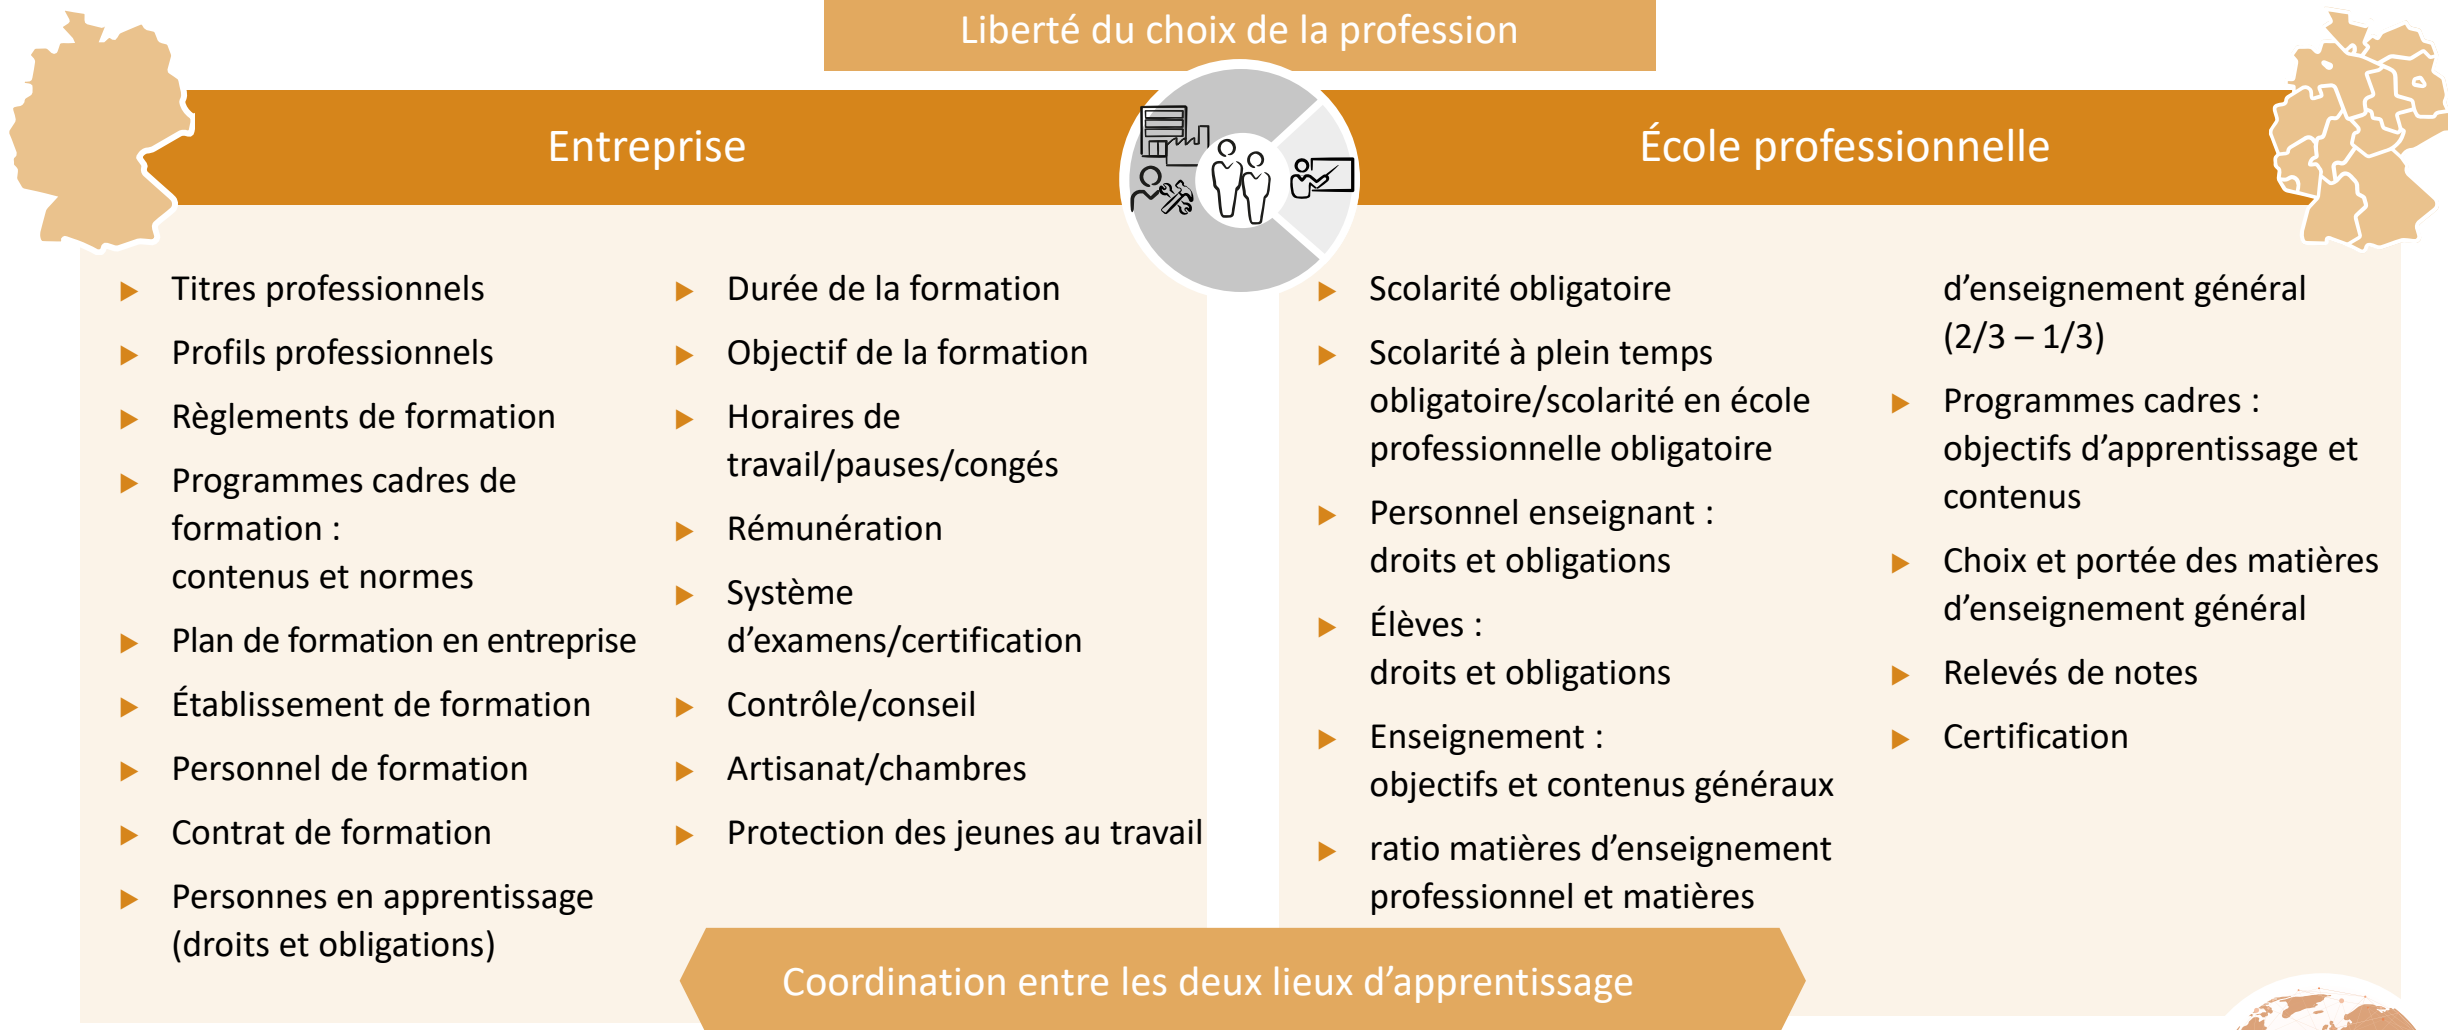 Liberté du choix de la profession
Entreprise
École professionnelle
Titres professionnels
Profils professionnels
Règlements de formation
Programmes cadres de
formation :
contenus et normes
Plan de formation en entreprise
Établissement de formation
Personnel de formation
Contrat de formation
Personnes en apprentissage
(droits et obligations)
Durée de la formation
Objectif de la formation
Horaires de
travail/pauses/congés
Rémunération
Système
d’examens/certification
Contrôle/conseil
Artisanat/chambres
Protection des jeunes au travail
Scolarité obligatoire
Scolarité à plein temps
obligatoire/scolarité en école
professionnelle obligatoire
Personnel enseignant :
droits et obligations
Élèves :
droits et obligations
Enseignement :
objectifs et contenus généraux
ratio matières d’enseignement
professionnel et matières
d’enseignement général
(2/3 – 1/3)
Programmes cadres :
objectifs d’apprentissage et
contenus
Choix et portée des matières
d’enseignement général
Relevés de notes
Certification
Coordination entre les deux lieux d’apprentissage